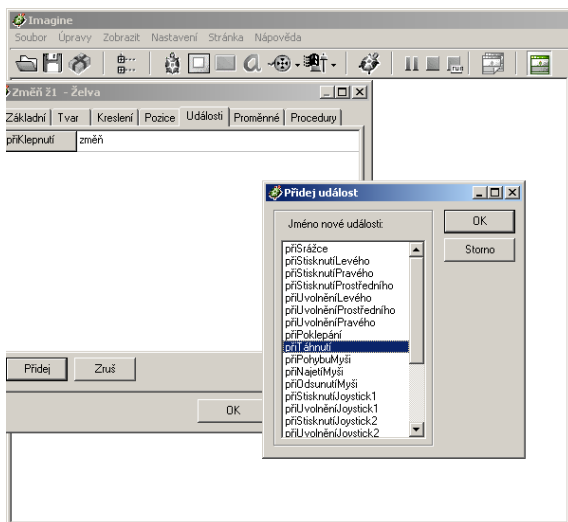 Imagine
Soubor Úpravy Zobrazit Nastavení Stránka Nápověda
Změň ž1 - Želva
Základní Tvar Kreslení Pozice Události Proměnné Procedury
přiKlepnutí změň
Přidej událost
Jméno nové události:
OK
Storno
přiSrážce
přiStisknutíLevého
přiStisknutíPravého
přiStisknutíProstředního
přiUvolněníLevého
přiUvolněníProstředního
přiUvolněníPravého
přiPoklepání
přiTáhnutí
přiPohybuMyši
přiNajetíMyši
přiOdsunutíMyši
přiStisknutíJoystick1
přiUvolněníJoystick1
přiStisknutíJoystick2
přiUvolněníJoystick2
Přidej Zruš
OK